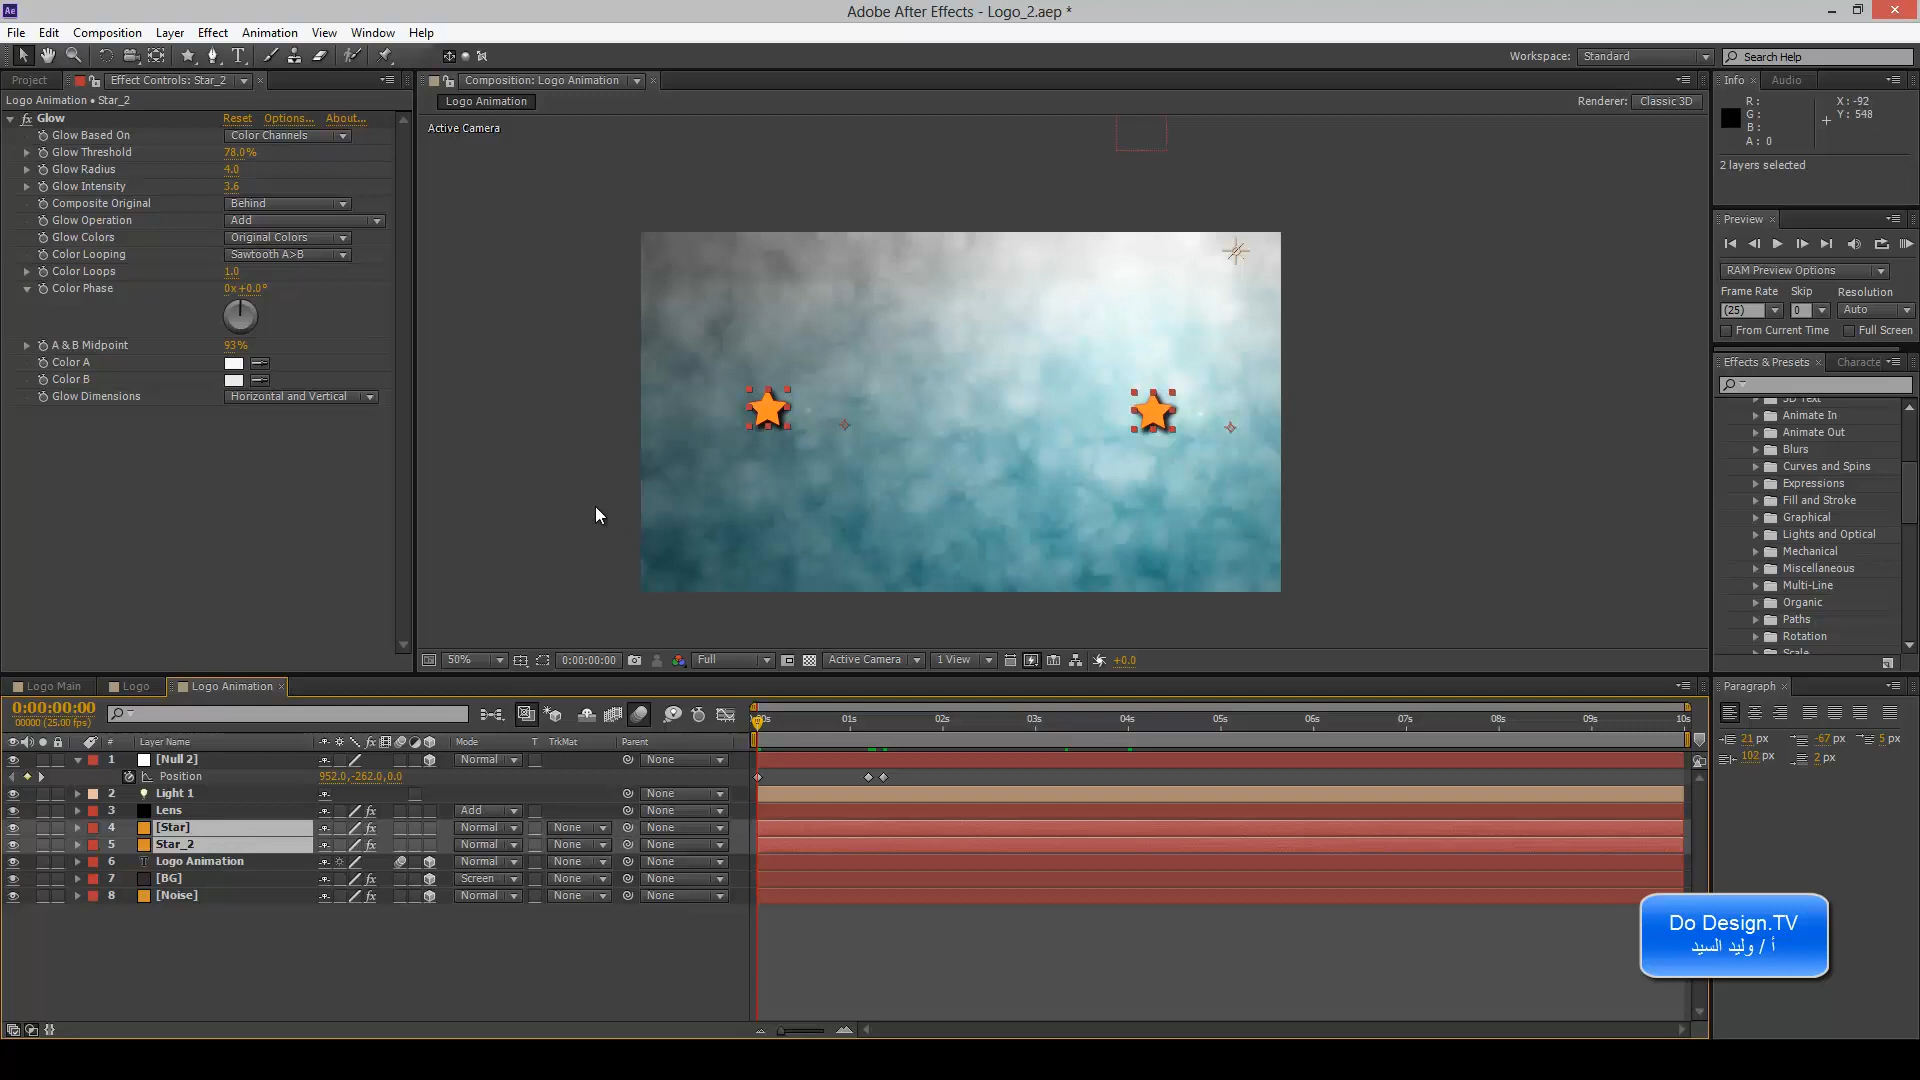 Adobe After Effects - Logo_2.aep *
File Edit Composition Layer Effect Animation View Window Help
Workspace: Standard Search Help
Project Effect Controls: Star_2
Composition: Logo Animation
Info Audio
Logo Animation • Star_2
Logo Animation
Renderer: Classic 3D
Active Camera
R:
G:
B:
A: 0
X: -92
Y: 548
2 layers selected
Glow Reset Options... About...
Glow Based On Color Channels
Glow Threshold 78.0%
Glow Radius 4.0
Glow Intensity 3.6
Composite Original Behind
Glow Operation Add
Glow Colors Original Colors
Color Looping Sawtooth A>B
Color Loops 1.0
Color Phase 0x+0.0°
A & B Midpoint 93%
Color A
Color B
Glow Dimensions Horizontal and Vertical
Preview
RAM Preview Options
Frame Rate Skip Resolution
(25) 0 Auto
From Current Time Full Screen
Effects & Presets Characte
3D Text
Animate In
Animate Out
Blurs
Curves and Spins
Expressions
Fill and Stroke
Graphical
Lights and Optical
Mechanical
Miscellaneous
Multi-Line
Organic
Paths
Rotation
Scale
50% 0:00:00:00 Full Active Camera 1 View +0.0
Logo Main Logo Logo Animation
0:00:00:00
00000 (25.00 fps)
01s 02s 03s 04s 05s 06s 07s 08s 09s 10s
# Layer Name Mode T TrkMat Parent
1 [Null 2] Normal None
Position 952.0,-262.0,0.0
2 Light 1 None
3 Lens Add None
4 [Star] Normal None None
5 Star_2 Normal None None
6 T Logo Animation Normal None None
7 [BG] Screen None None
8 [Noise] Normal None None
Paragraph
21 px -67 px 5 px
102 px 2 px
Do Design.TV
أ / وليد السيد